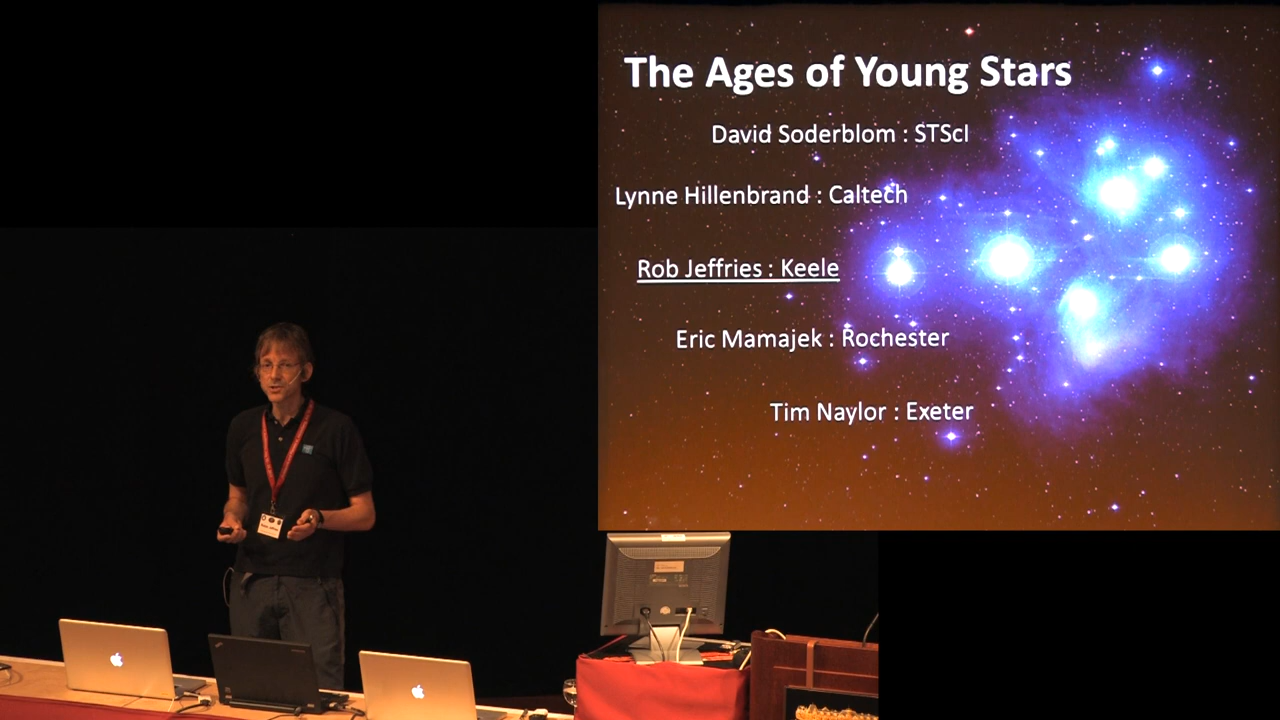 The Ages of Young Stars
David Soderblom : STScI
Lynne Hillenbrand : Caltech
Rob Jeffries : Keele
Eric Mamajek : Rochester
Tim Naylor : Exeter